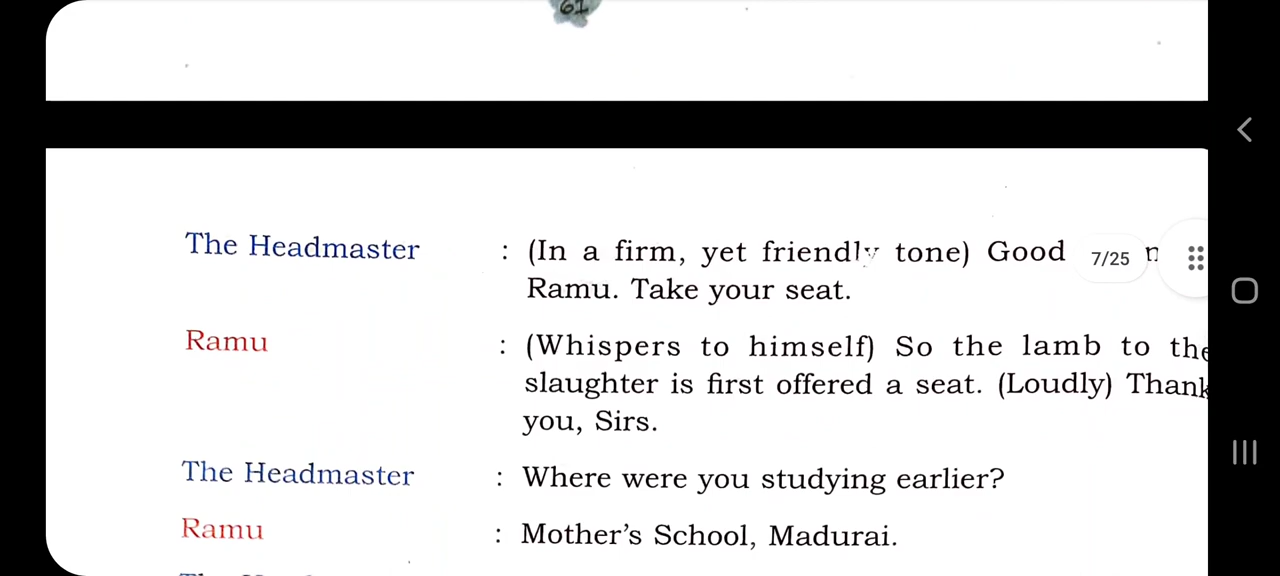 61
The Headmaster : (In a firm, yet friendly tone) Good
7/25
Ramu. Take your seat.
Ramu : (Whispers to himself) So the lamb to the
slaughter is first offered a seat. (Loudly) Thank
you, Sirs.
The Headmaster : Where were you studying earlier?
Ramu : Mother's School, Madurai.